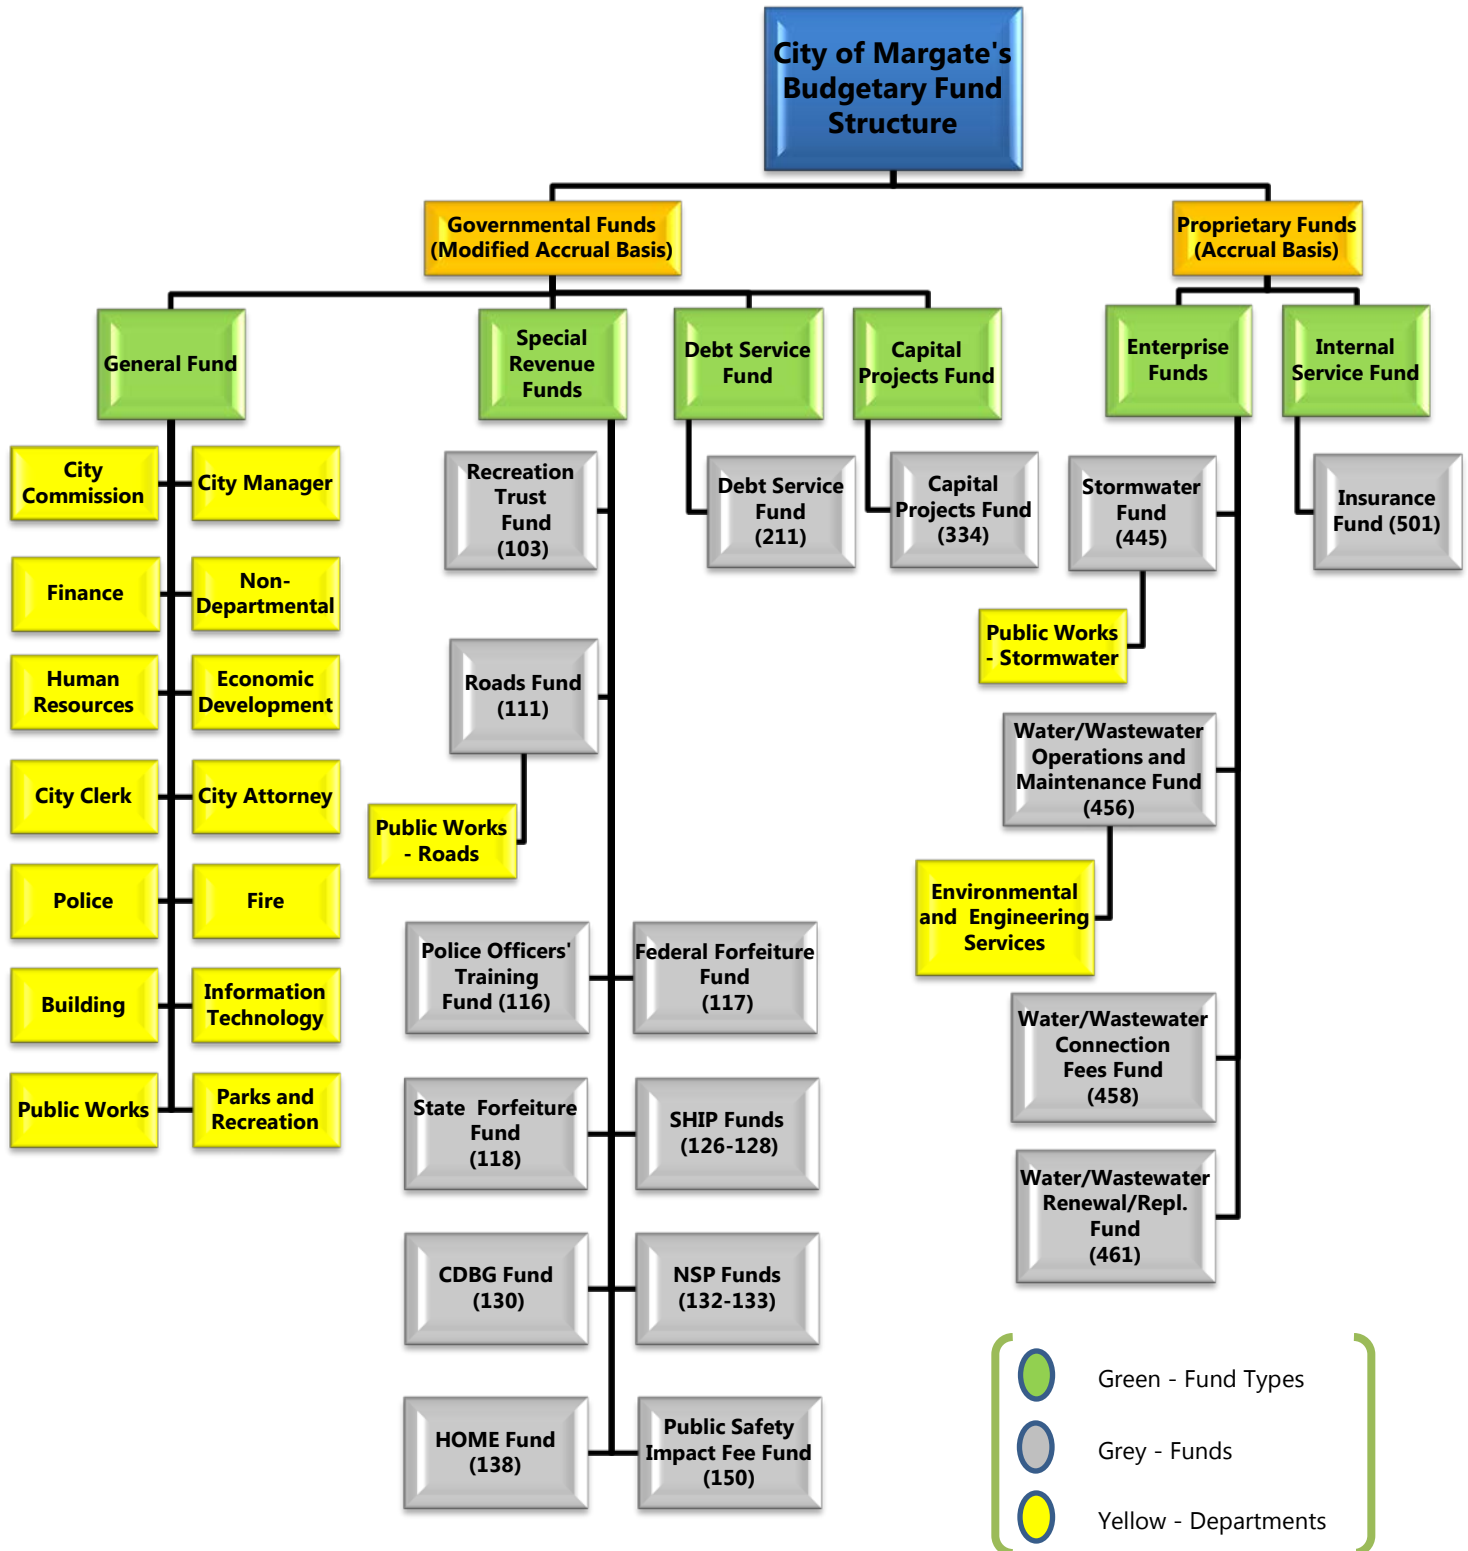 City of Margate's
Budgetary Fund
Structure
Governmental Funds
(Modified Accrual Basis)
Proprietary Funds
(Accrual Basis)
General Fund
Special
Revenue
Funds
Debt Service
Fund
Capital
Projects Fund
Enterprise
Funds
Internal
Service Fund
City
Commission
City Manager
Finance
Non-
Departmental
Human
Resources
Economic
Development
City Clerk
City Attorney
Police
Fire
Building
Information
Technology
Public Works
Parks and
Recreation
Recreation
Trust
Fund
(103)
Roads Fund
(111)
Public Works
- Roads
Police Officers'
Training
Fund (116)
Federal Forfeiture
Fund
(117)
State Forfeiture
Fund
(118)
SHIP Funds
(126-128)
CDBG Fund
(130)
NSP Funds
(132-133)
HOME Fund
(138)
Public Safety
Impact Fee Fund
(150)
Debt Service
Fund
(211)
Capital
Projects Fund
(334)
Stormwater
Fund
(445)
Public Works
- Stormwater
Water/Wastewater
Operations and
Maintenance Fund
(456)
Environmental
and Engineering
Services
Water/Wastewater
Connection
Fees Fund
(458)
Water/Wastewater
Renewal/Repl.
Fund
(461)
Insurance
Fund (501)
Green - Fund Types
Grey - Funds
Yellow - Departments